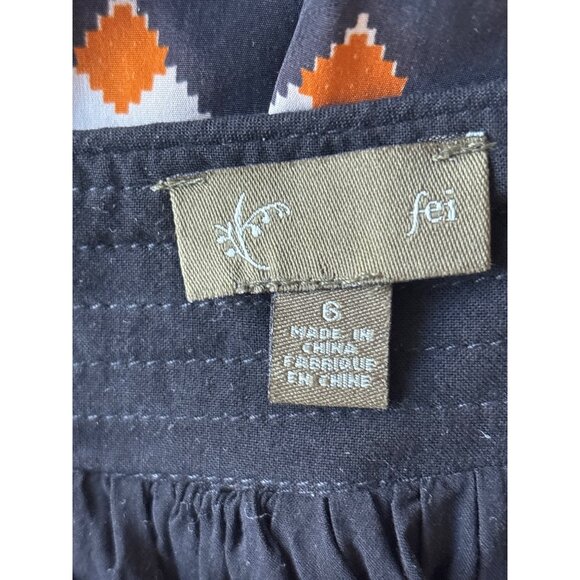 fei
6
MADE IN
CHINA
FABRIQUE
EN CHINE